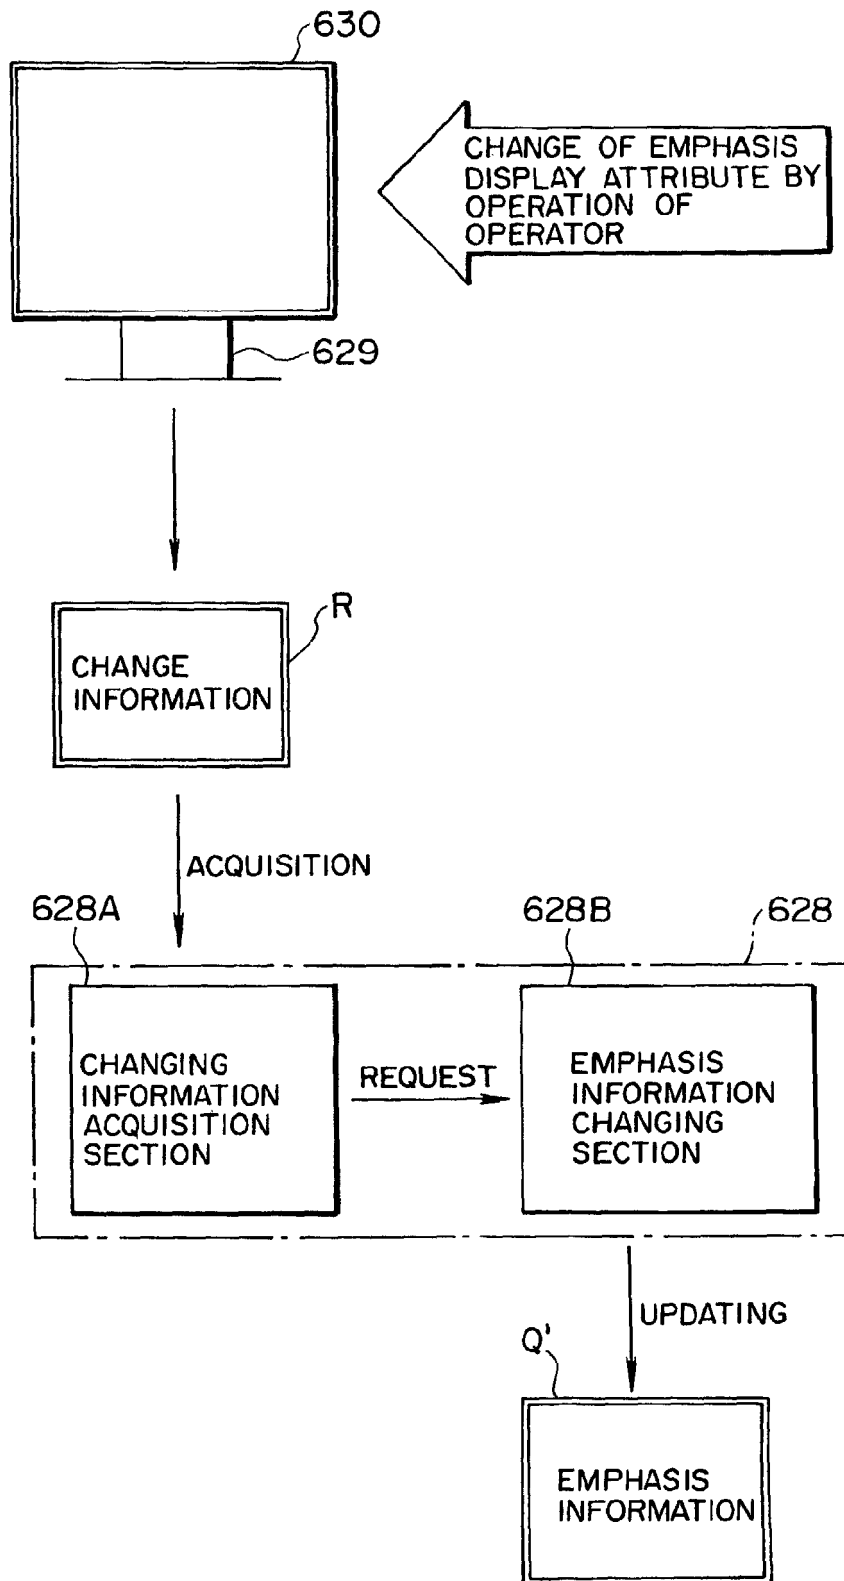 630
CHANGE OF EMPHASIS
DISPLAY ATTRIBUTE BY
OPERATION OF
OPERATOR
629
R
CHANGE
INFORMATION
ACQUISITION
628A
628B
628
CHANGING
INFORMATION
ACQUISITION
SECTION
REQUEST
EMPHASIS
INFORMATION
CHANGING
SECTION
UPDATING
Q'
EMPHASIS
INFORMATION